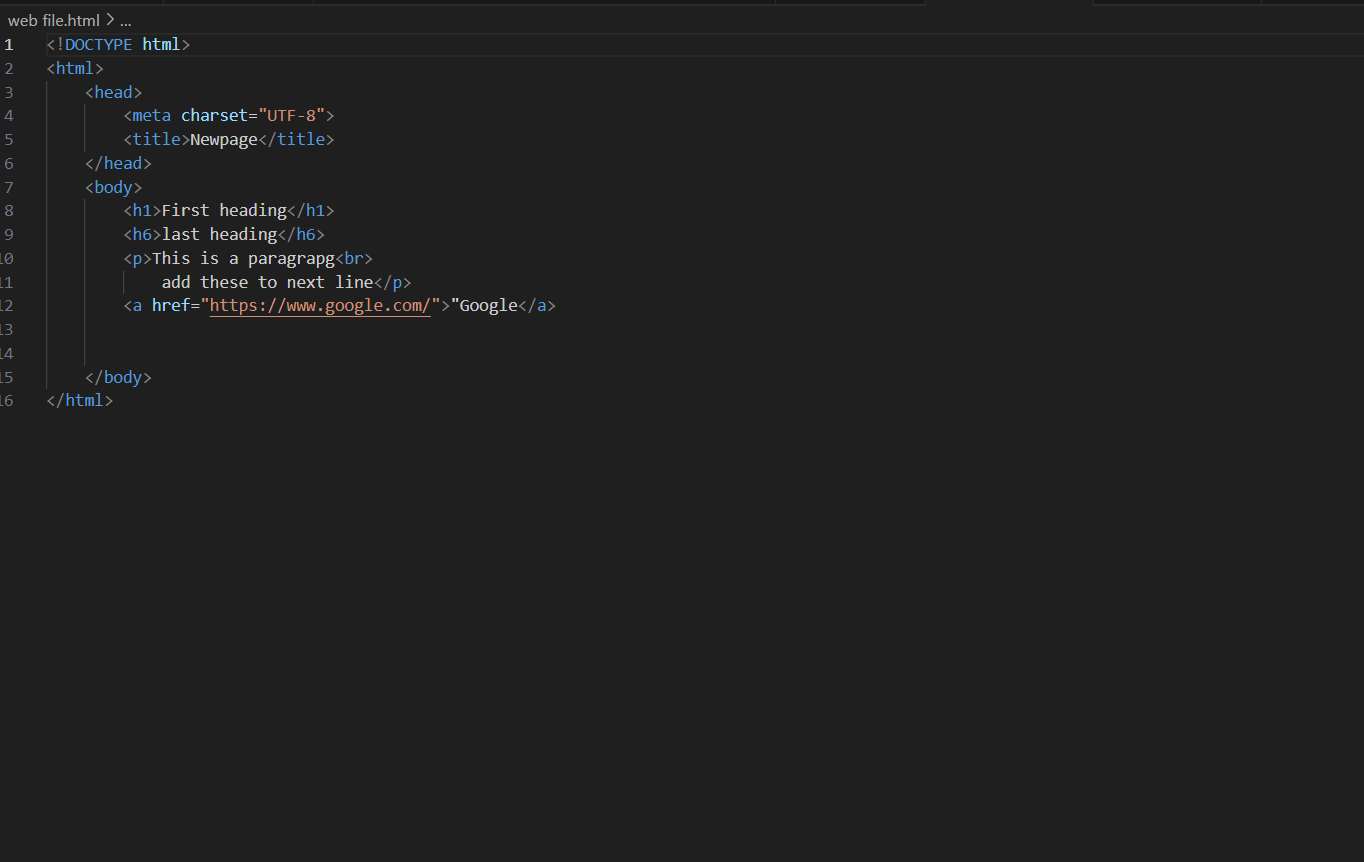 web file.html > ...
1 <!DOCTYPE html>
2 <html>
3     <head>
4         <meta charset="UTF-8">
5         <title>Newpage</title>
6     </head>
7     <body>
8         <h1>First heading</h1>
9         <h6>last heading</h6>
10         <p>This is a paragrapg<br>
11             add these to next line</p>
12         <a href="https://www.google.com/">"Google</a>
13
14
15     </body>
16 </html>